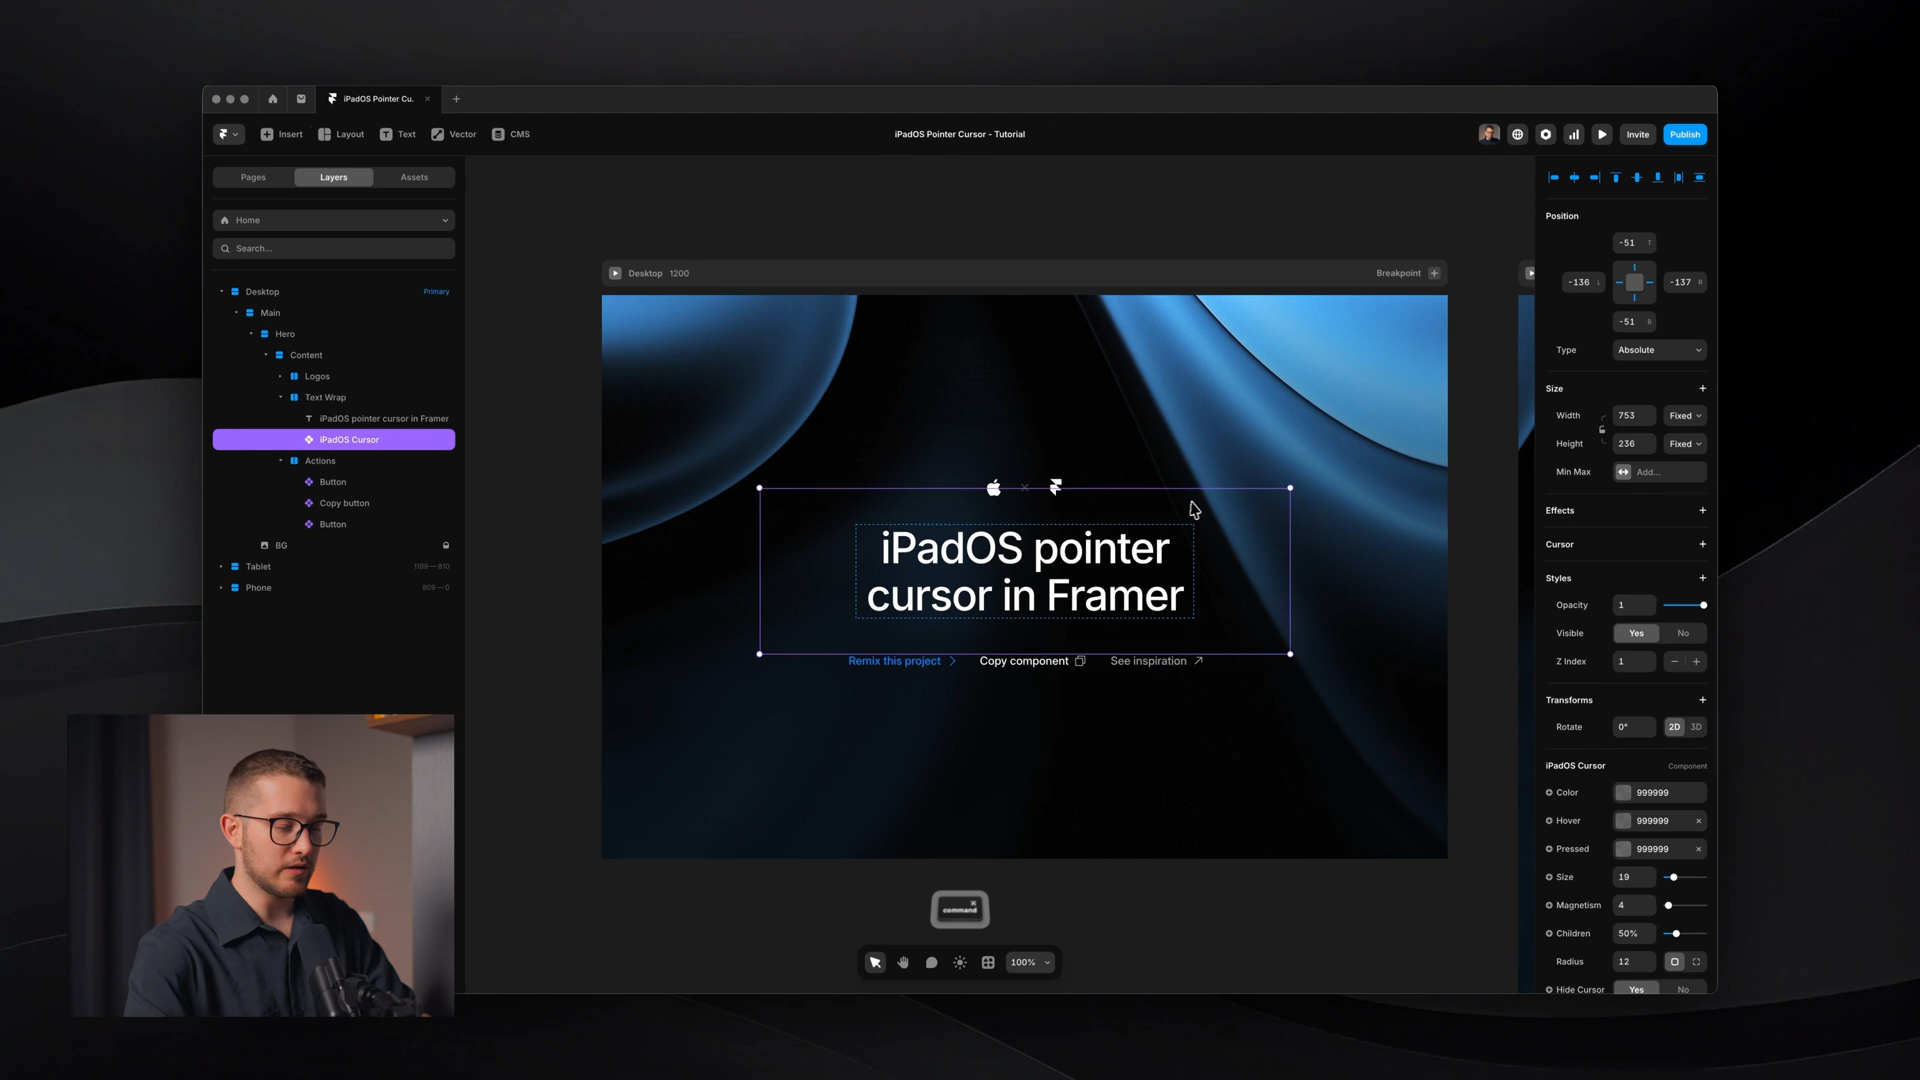 iPadOS Pointer Cu.
Insert
Layout
Text
Vector
CMS
iPadOS Pointer Cursor - Tutorial
Invite
Publish
Pages
Layers
Assets
Home
Search...
Desktop
Primary
Main
Hero
Content
Logos
Text Wrap
iPadOS pointer cursor in Framer
iPadOS Cursor
Actions
Button
Copy button
Button
BG
Tablet
1199—810
Phone
809—0
Desktop 1200
Breakpoint
iPadOS pointer
cursor in Framer
Remix this project
Copy component
See inspiration
command
100%
Position
-51 T
-136 L
-137 R
-51 B
Type
Absolute
Size
Width
753
Fixed
Height
236
Fixed
Min Max
Add...
Effects
Cursor
Styles
Opacity
1
Visible
Yes
No
Z Index
1
Transforms
Rotate
0°
2D
3D
iPadOS Cursor
Component
Color
999999
Hover
999999
Pressed
999999
Size
19
Magnetism
4
Children
50%
Radius
12
Hide Cursor
Yes
No